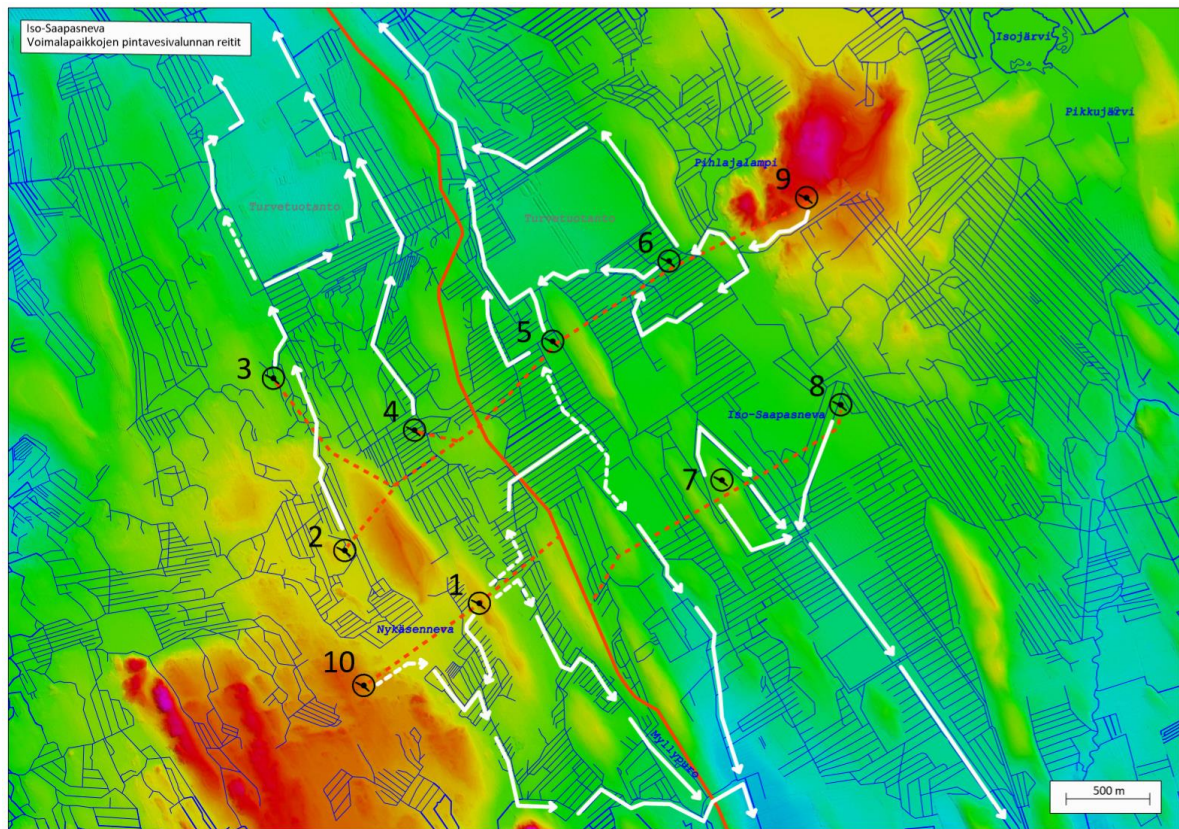 Iso-Saapasneva
Voimalapaikkojen pintavesivalunnan reitit
Isojärvi
Pikkujärvi
Pihlajalampi
9
Turvetuotanto
Turvetuotanto
6
5
3
8
4
Iso-Saapasneva
7
2
1
Nykäsenneva
10
Myllypuro
500 m